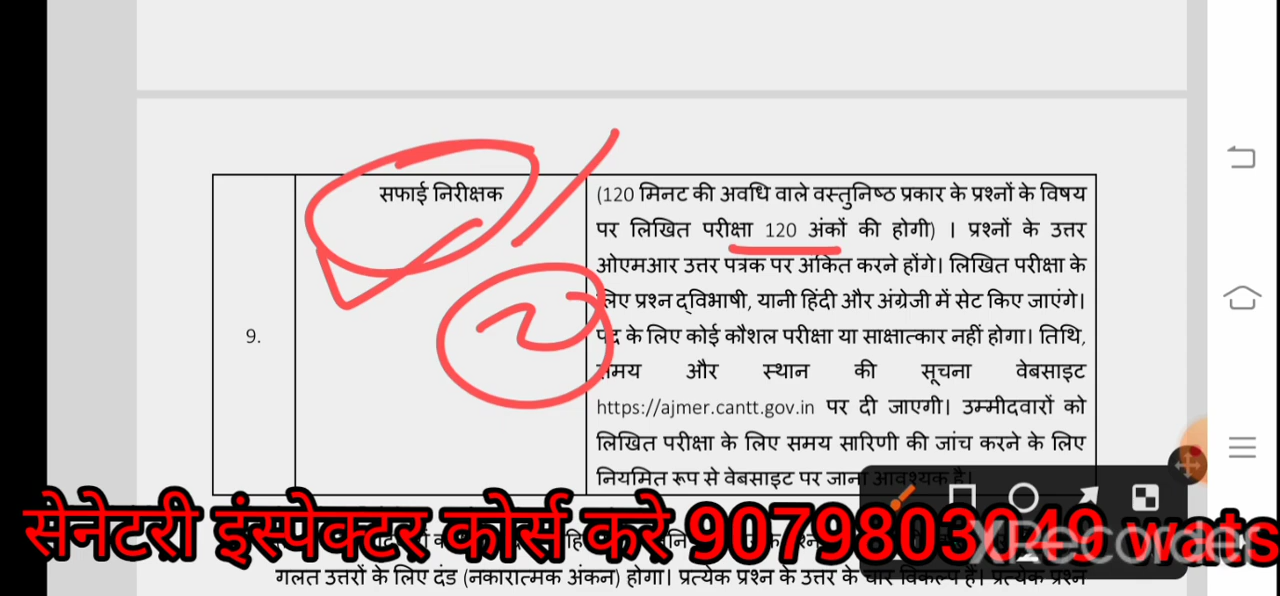 सफाई निरीक्षक
(120 मिनट की अवधि वाले वस्तुनिष्ठ प्रकार के प्रश्नों के विषय
पर लिखित परीक्षा 120 अंकों की होगी) । प्रश्नों के उत्तर
ओएमआर उत्तर पत्रक पर अंकित करने होंगे। लिखित परीक्षा के
लिए प्रश्न द्विभाषी, यानी हिंदी और अंग्रेजी में सेट किए जाएंगे।
9.
पद के लिए कोई कौशल परीक्षा या साक्षात्कार नहीं होगा। तिथि,
समय और स्थान की सूचना वेबसाइट
https://ajmer.cantt.gov.in पर दी जाएगी। उम्मीदवारों को
लिखित परीक्षा के लिए समय सारिणी की जांच करने के लिए
नियमित रूप से वेबसाइट पर जाना आवश्यक है।
सेनेटरी इंस्पेक्टर कोर्स करे 9079803049 wats
XRecorder
गलत उत्तरों के लिए दंड (नकारात्मक अंकन) होगा। प्रत्येक प्रश्न के उत्तर के चार विकल्प हैं। प्रत्येक प्रश्न